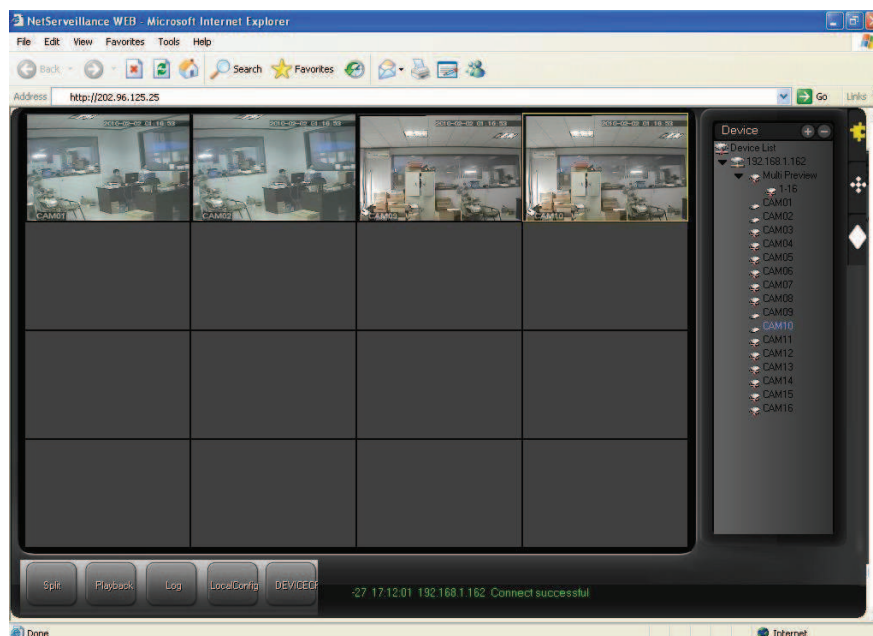 NetServeillance WEB - Microsoft Internet Explorer
File Edit View Favorites Tools Help
Back Search Favorites
Address http://202.96.125.25 Go Links
CAM01 CAM02 CAM09 CAM10
Device
Device List
192.168.1.162
Multi Preview
1-16
CAM01
CAM02
CAM03
CAM04
CAM05
CAM06
CAM07
CAM08
CAM09
CAM10
CAM11
CAM12
CAM13
CAM14
CAM15
CAM16
Split Playback Log LocalConfig DEVICECF
-27 17:12:01 192.168.1.162 Connect successful
Done Internet